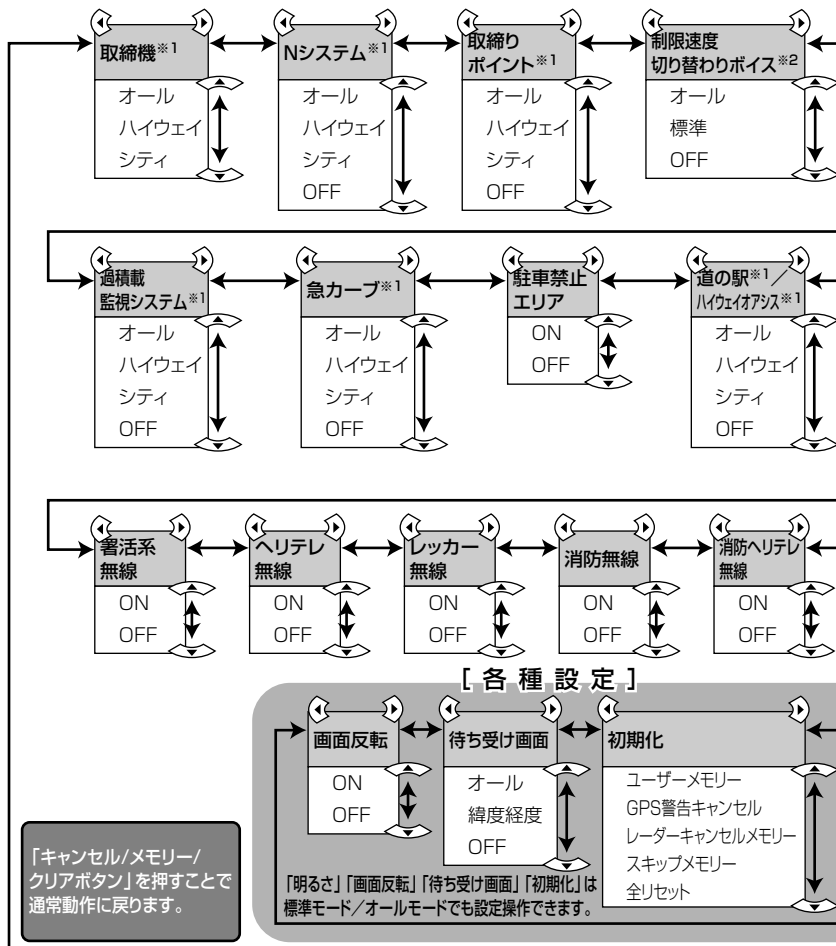 取締機※1
オール
ハイウェイ
シティ
Nシステム※1
オール
ハイウェイ
シティ
OFF
取締り
ポイント※1
オール
ハイウェイ
シティ
OFF
制限速度
切り替わりボイス※2
オール
標準
OFF
過積載
監視システム※1
オール
ハイウェイ
シティ
OFF
急カーブ※1
オール
ハイウェイ
シティ
OFF
駐車禁止
エリア
ON
OFF
道の駅※1／
ハイウェイオアシス※1
オール
ハイウェイ
シティ
OFF
署活系
無線
ON
OFF
ヘリテレ
無線
ON
OFF
レッカー
無線
ON
OFF
消防無線
ON
OFF
消防ヘリテレ
無線
ON
OFF
[各種設定]
画面反転
ON
OFF
待ち受け画面
オール
緯度経度
OFF
初期化
ユーザーメモリー
GPS警告キャンセル
レーダーキャンセルメモリー
スキップメモリー
全リセット
「明るさ」「画面反転」「待ち受け画面」「初期化」は
標準モード／オールモードでも設定操作できます。
「キャンセル/メモリー/
クリアボタン」を押すことで
通常動作に戻ります。